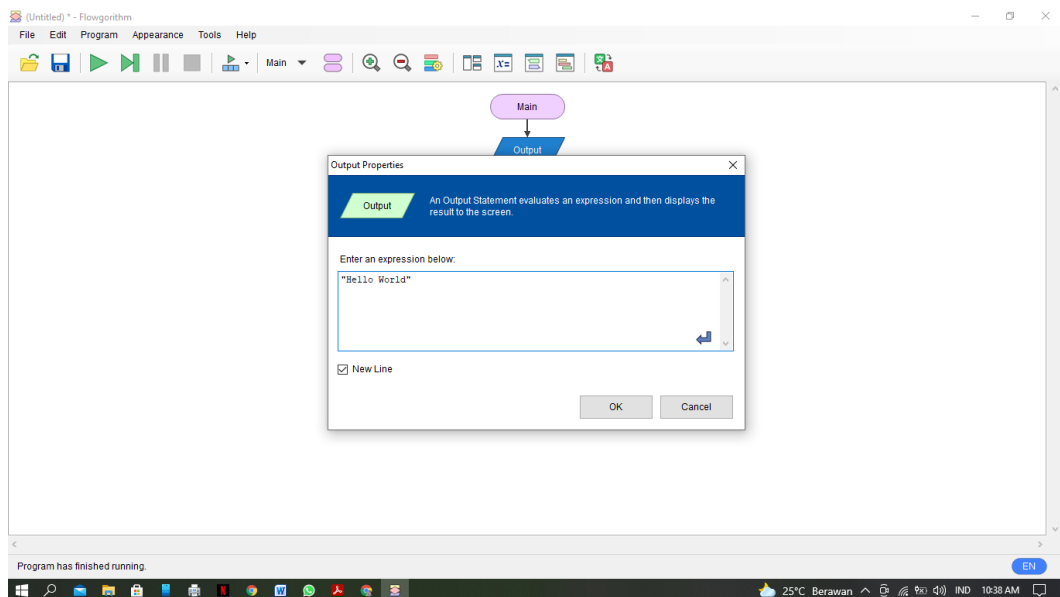 (Untitled) * - Flowgorithm
File Edit Program Appearance Tools Help
Main
Main
Output
Output Properties
Output
An Output Statement evaluates an expression and then displays the
result to the screen.
Enter an expression below:
"Hello World"
New Line
OK Cancel
Program has finished running.
EN
25°C Berawan IND 10:38 AM